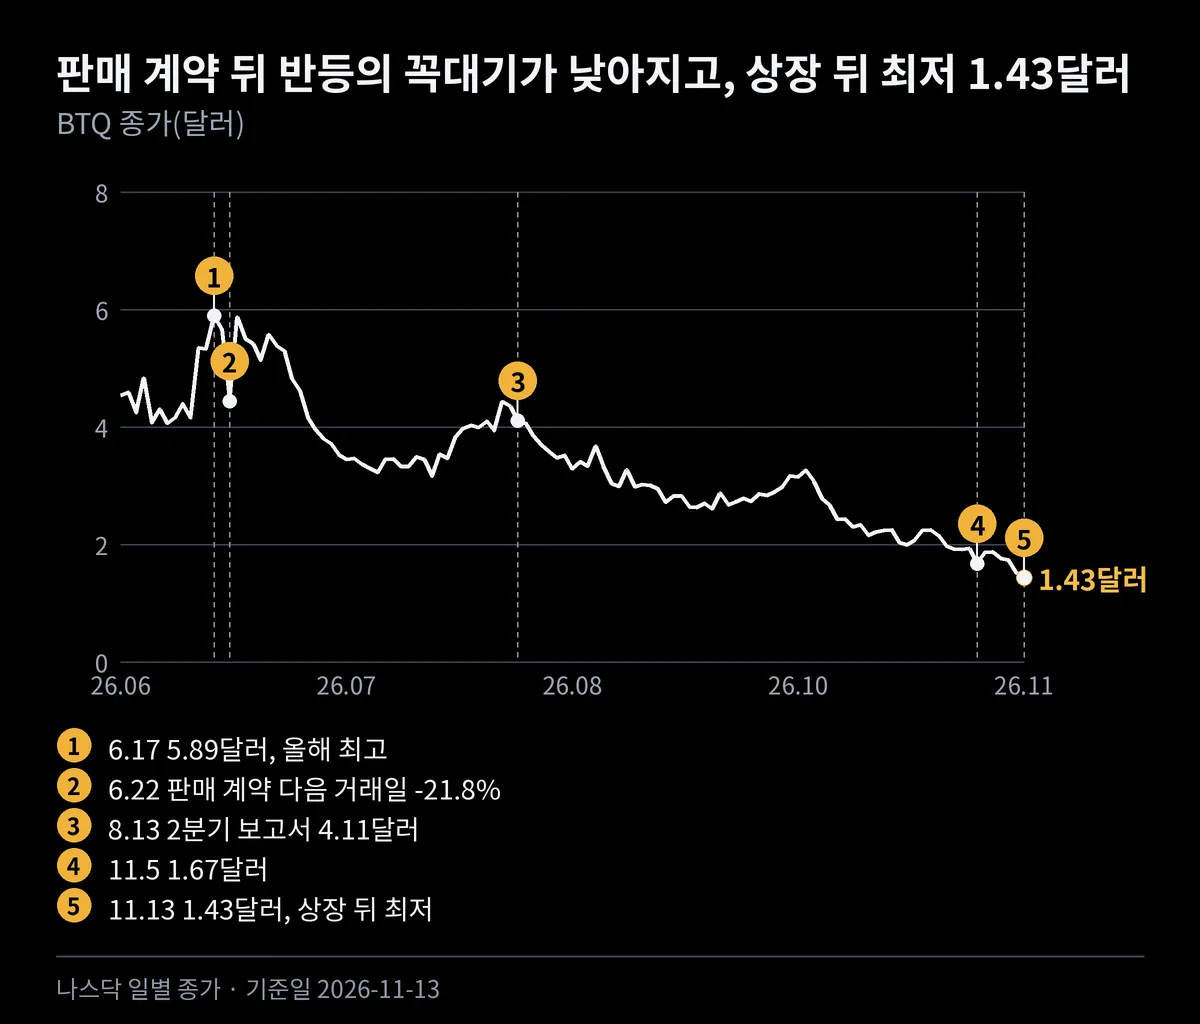 판매 계약 뒤 반등의 꼭대기가 낮아지고, 상장 뒤 최저 1.43달러
BTQ 종가(달러)
8
6
4
2
0
1
2
3
4
5
1.43달러
26.06
26.07
26.08
26.10
26.11
1 6.17 5.89달러, 올해 최고
2 6.22 판매 계약 다음 거래일 -21.8%
3 8.13 2분기 보고서 4.11달러
4 11.5 1.67달러
5 11.13 1.43달러, 상장 뒤 최저
나스닥 일별 종가 · 기준일 2026-11-13